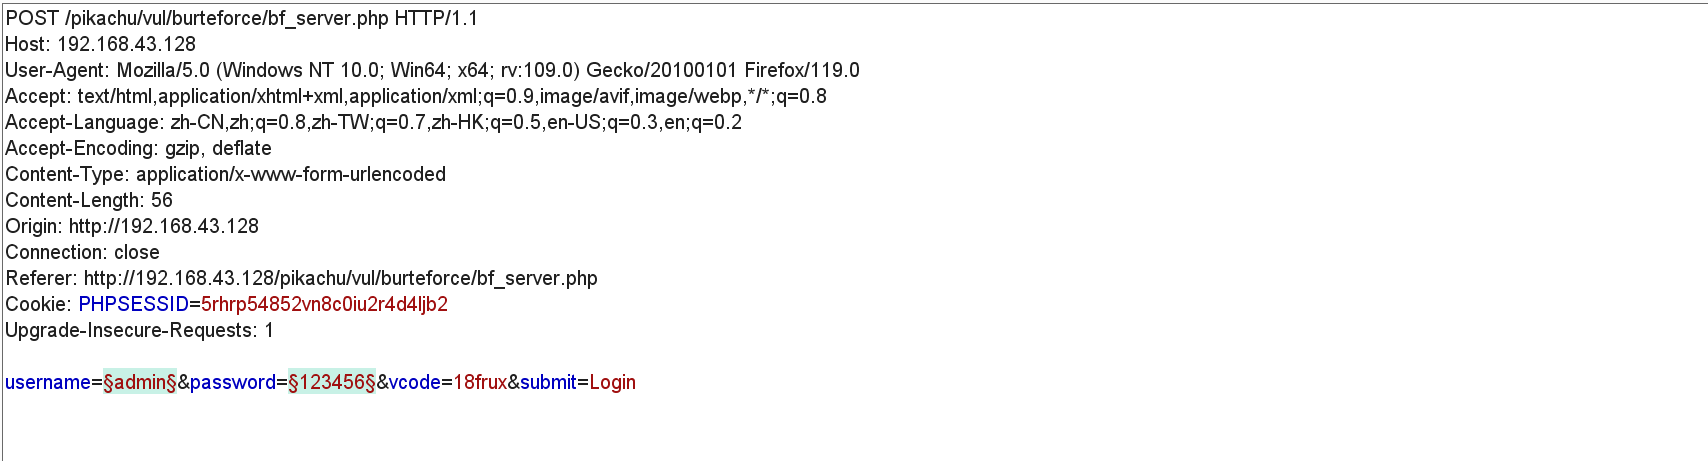 POST /pikachu/vul/burteforce/bf_server.php HTTP/1.1
Host: 192.168.43.128
User-Agent: Mozilla/5.0 (Windows NT 10.0; Win64; x64; rv:109.0) Gecko/20100101 Firefox/119.0
Accept: text/html,application/xhtml+xml,application/xml;q=0.9,image/avif,image/webp,*/*;q=0.8
Accept-Language: zh-CN,zh;q=0.8,zh-TW;q=0.7,zh-HK;q=0.5,en-US;q=0.3,en;q=0.2
Accept-Encoding: gzip, deflate
Content-Type: application/x-www-form-urlencoded
Content-Length: 56
Origin: http://192.168.43.128
Connection: close
Referer: http://192.168.43.128/pikachu/vul/burteforce/bf_server.php
Cookie: PHPSESSID=5rhrp54852vn8c0iu2r4d4ljb2
Upgrade-Insecure-Requests: 1
username=§admin§&password=§123456§&vcode=18frux&submit=Login